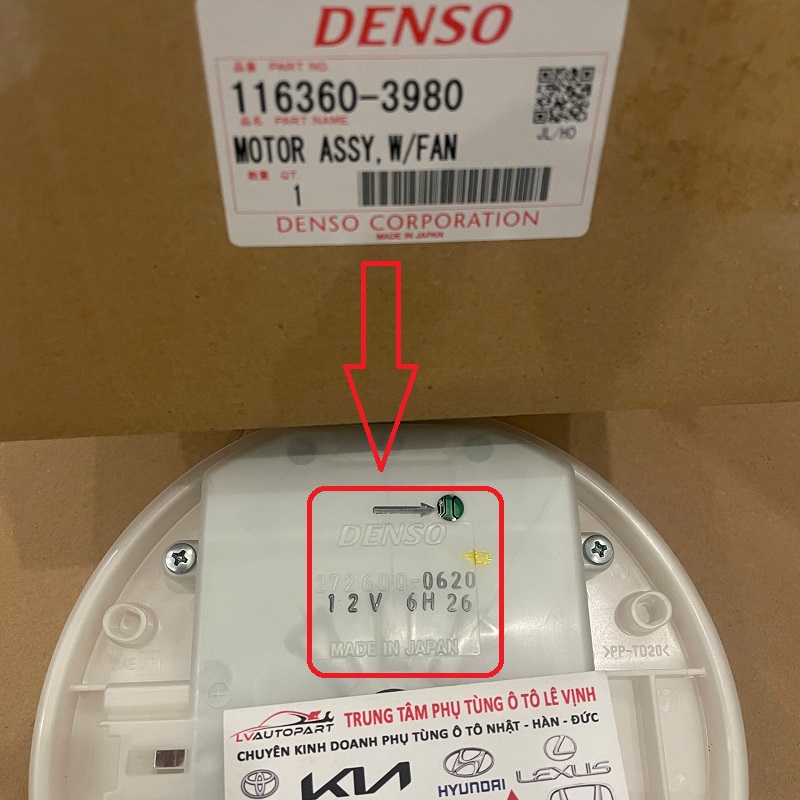 DENSO
品番 PART NO.
116360-3980
品名 PART NAME
MOTOR ASSY,W/FAN
JL/HO
数量 QT.
1
DENSO CORPORATION
MADE IN JAPAN
DENSO
272600-0620
12V 6H 26
MADE IN JAPAN
>PP-TD20<
LVAUTOPART
TRUNG TÂM PHỤ TÙNG Ô TÔ LÊ VỊNH
CHUYÊN KINH DOANH PHỤ TÙNG Ô TÔ NHẬT - HÀN - ĐỨC
KIA
HYUNDAI
LEXUS